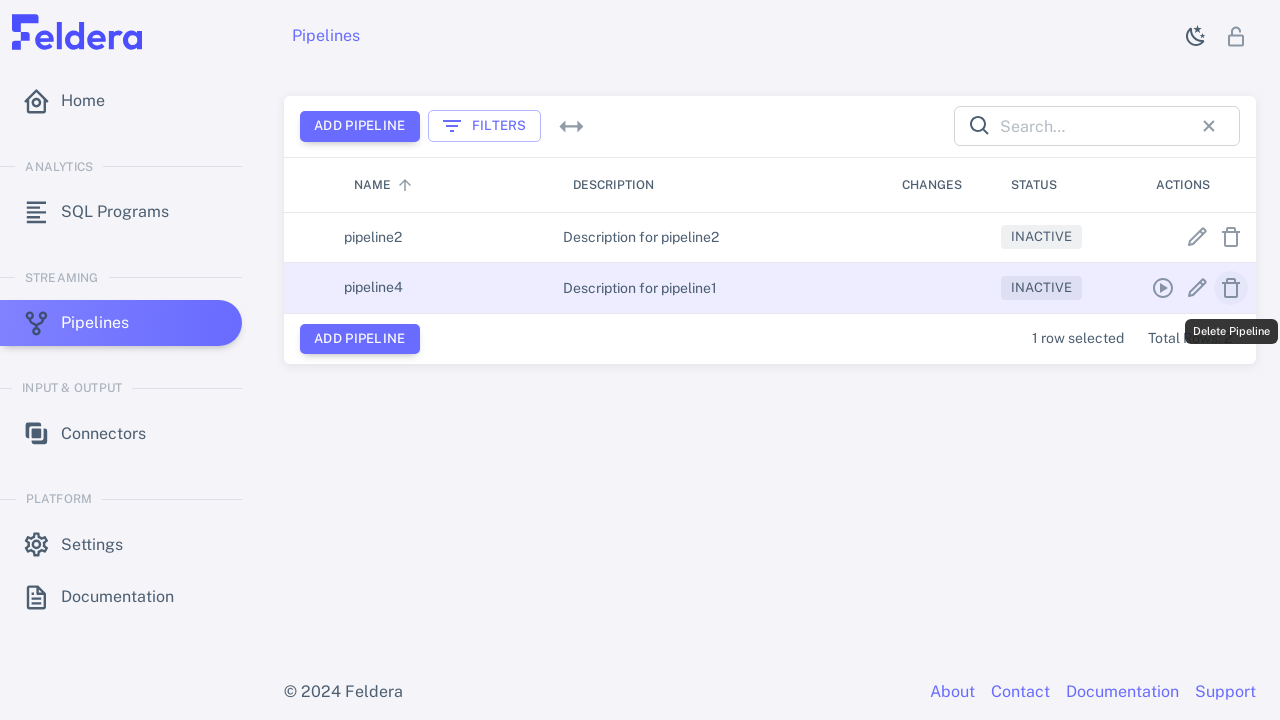 Feldera
Pipelines
Home
ADD PIPELINE
FILTERS
Search...
ANALYTICS
NAME
DESCRIPTION
CHANGES
STATUS
ACTIONS
SQL Programs
pipeline2
Description for pipeline2
INACTIVE
STREAMING
pipeline4
Description for pipeline1
INACTIVE
Pipelines
Delete Pipeline
ADD PIPELINE
1 row selected
Total
INPUT & OUTPUT
Connectors
PLATFORM
Settings
Documentation
© 2024 Feldera
About
Contact
Documentation
Support